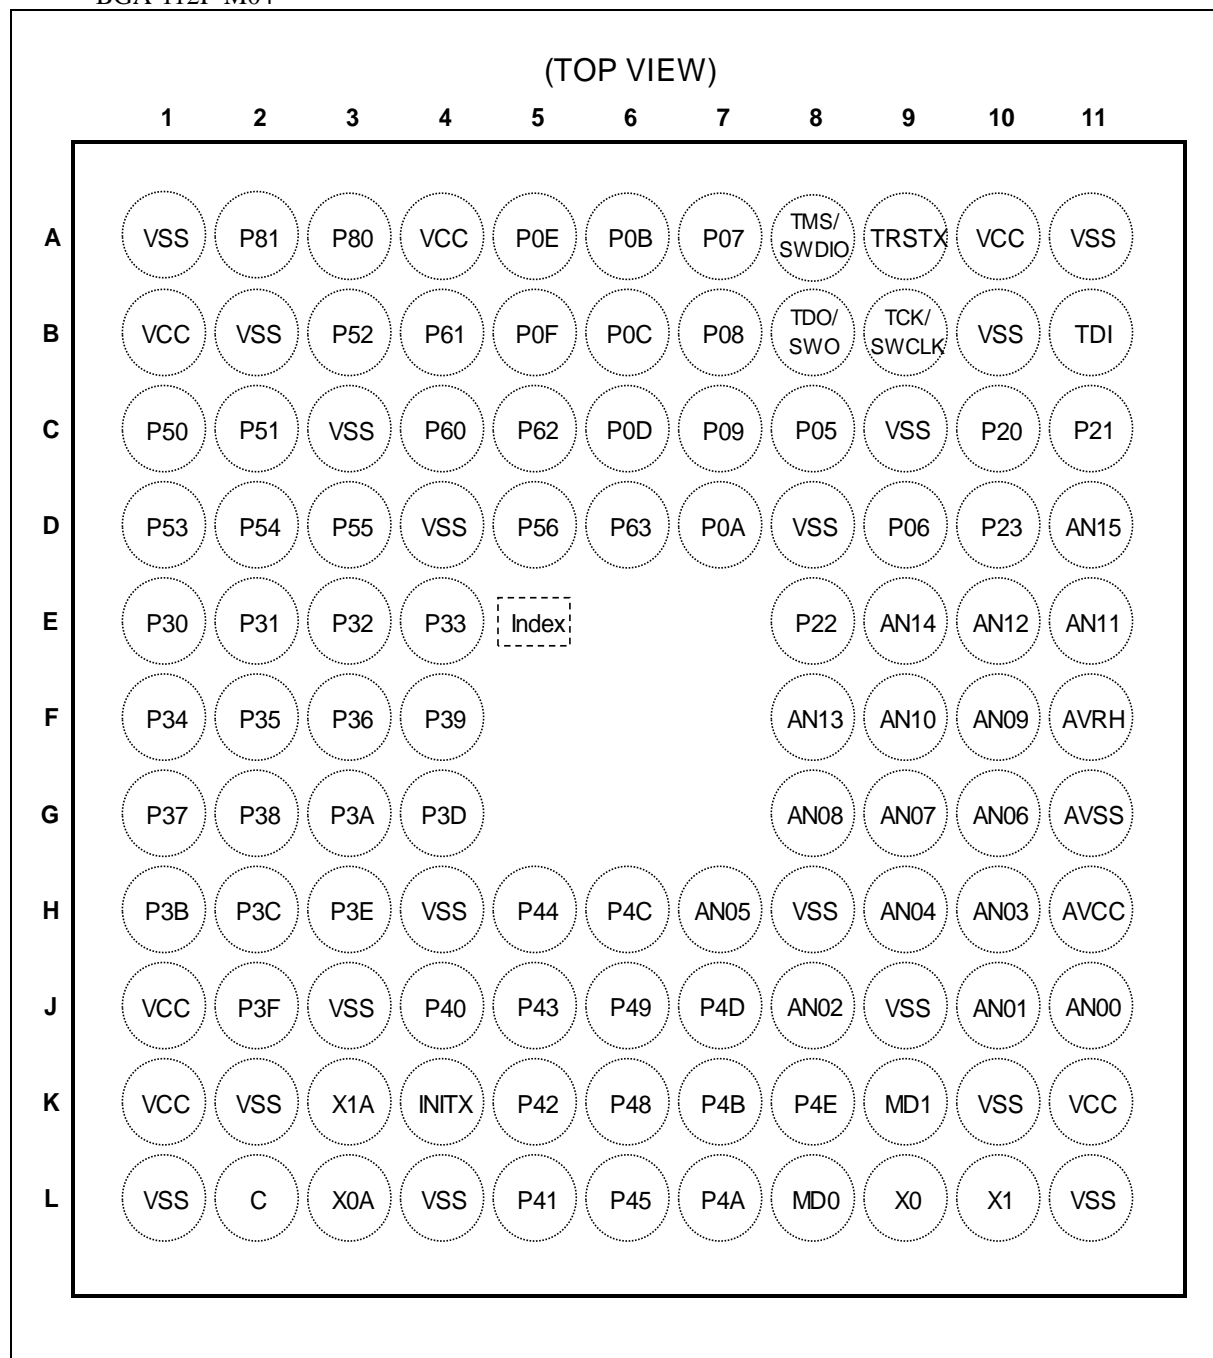 BGA-112P-M04
(TOP VIEW)
1 2 3 4 5 6 7 8 9 10 11
A VSS P81 P80 VCC P0E P0B P07 TMS/ SWDIO TRSTX VCC VSS
B VCC VSS P52 P61 P0F P0C P08 TDO/ SWO TCK/ SWCLK VSS TDI
C P50 P51 VSS P60 P62 P0D P09 P05 VSS P20 P21
D P53 P54 P55 VSS P56 P63 P0A VSS P06 P23 AN15
E P30 P31 P32 P33 Index P22 AN14 AN12 AN11
F P34 P35 P36 P39 AN13 AN10 AN09 AVRH
G P37 P38 P3A P3D AN08 AN07 AN06 AVSS
H P3B P3C P3E VSS P44 P4C AN05 VSS AN04 AN03 AVCC
J VCC P3F VSS P40 P43 P49 P4D AN02 VSS AN01 AN00
K VCC VSS X1A INITX P42 P48 P4B P4E MD1 VSS VCC
L VSS C X0A VSS P41 P45 P4A MD0 X0 X1 VSS